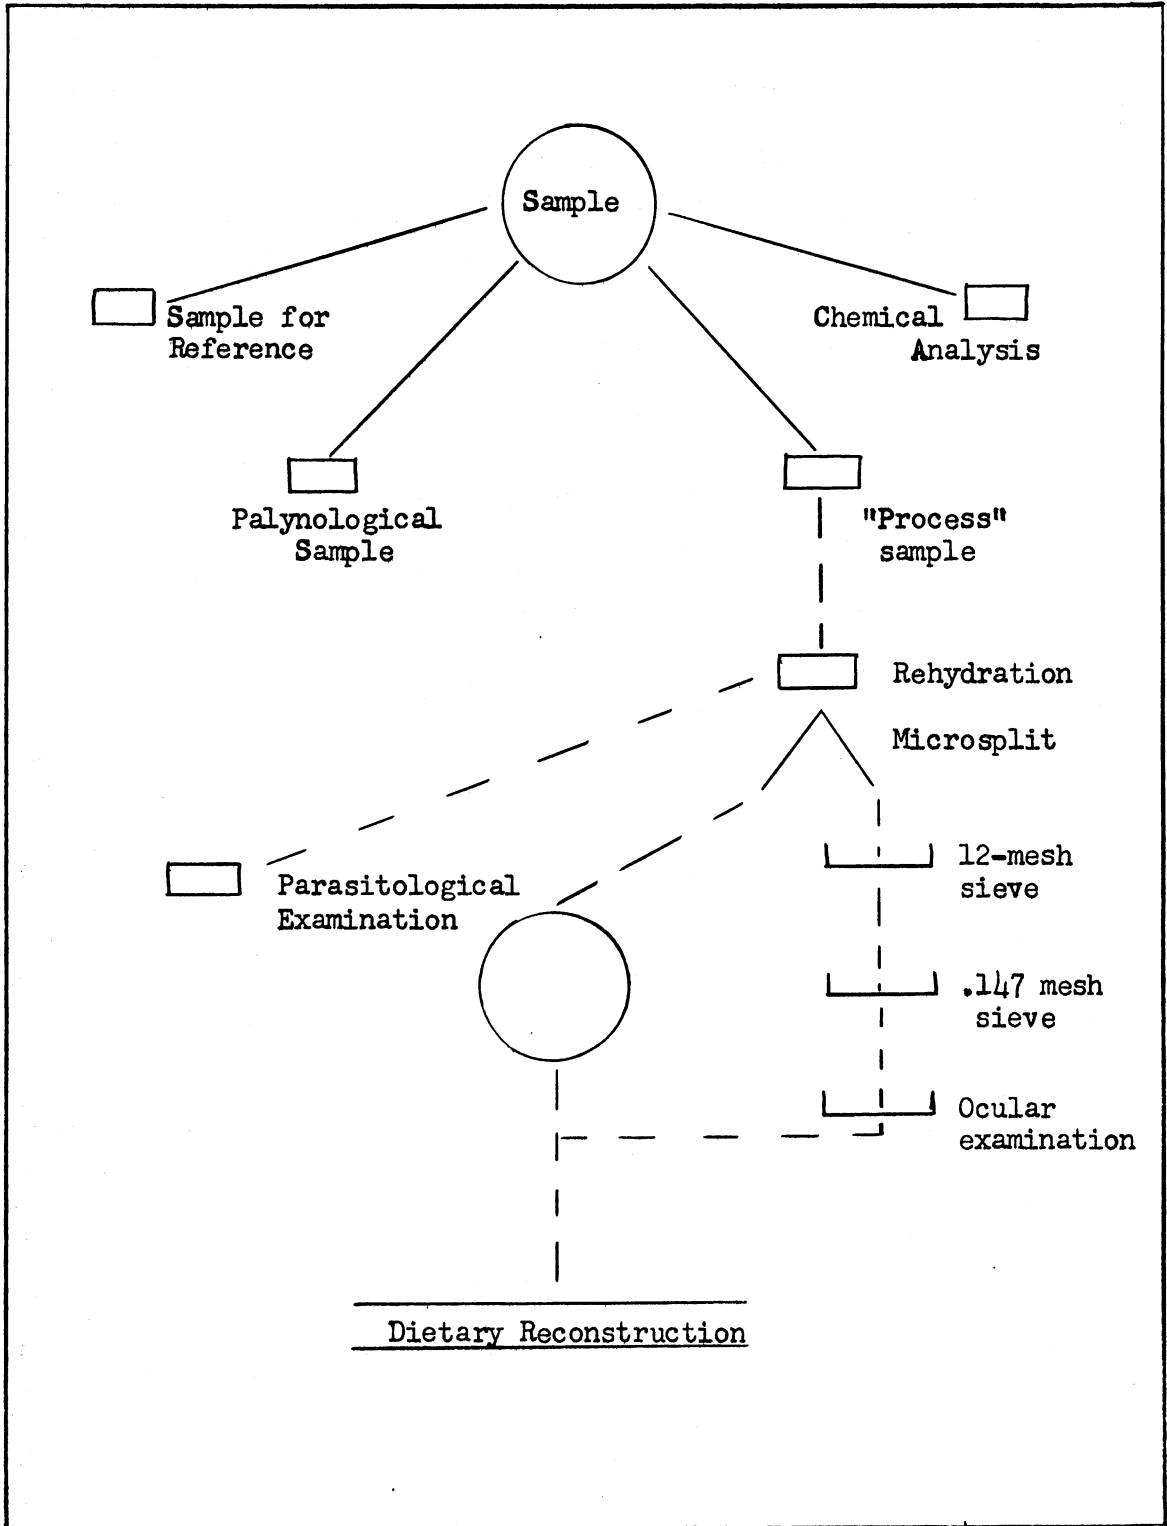 Sample
Sample for
Reference
Chemical
Analysis
Palynological
Sample
"Process"
sample
Rehydration
Microsplit
12-mesh
sieve
Parasitological
Examination
.147 mesh
sieve
Ocular
examination
Dietary Reconstruction